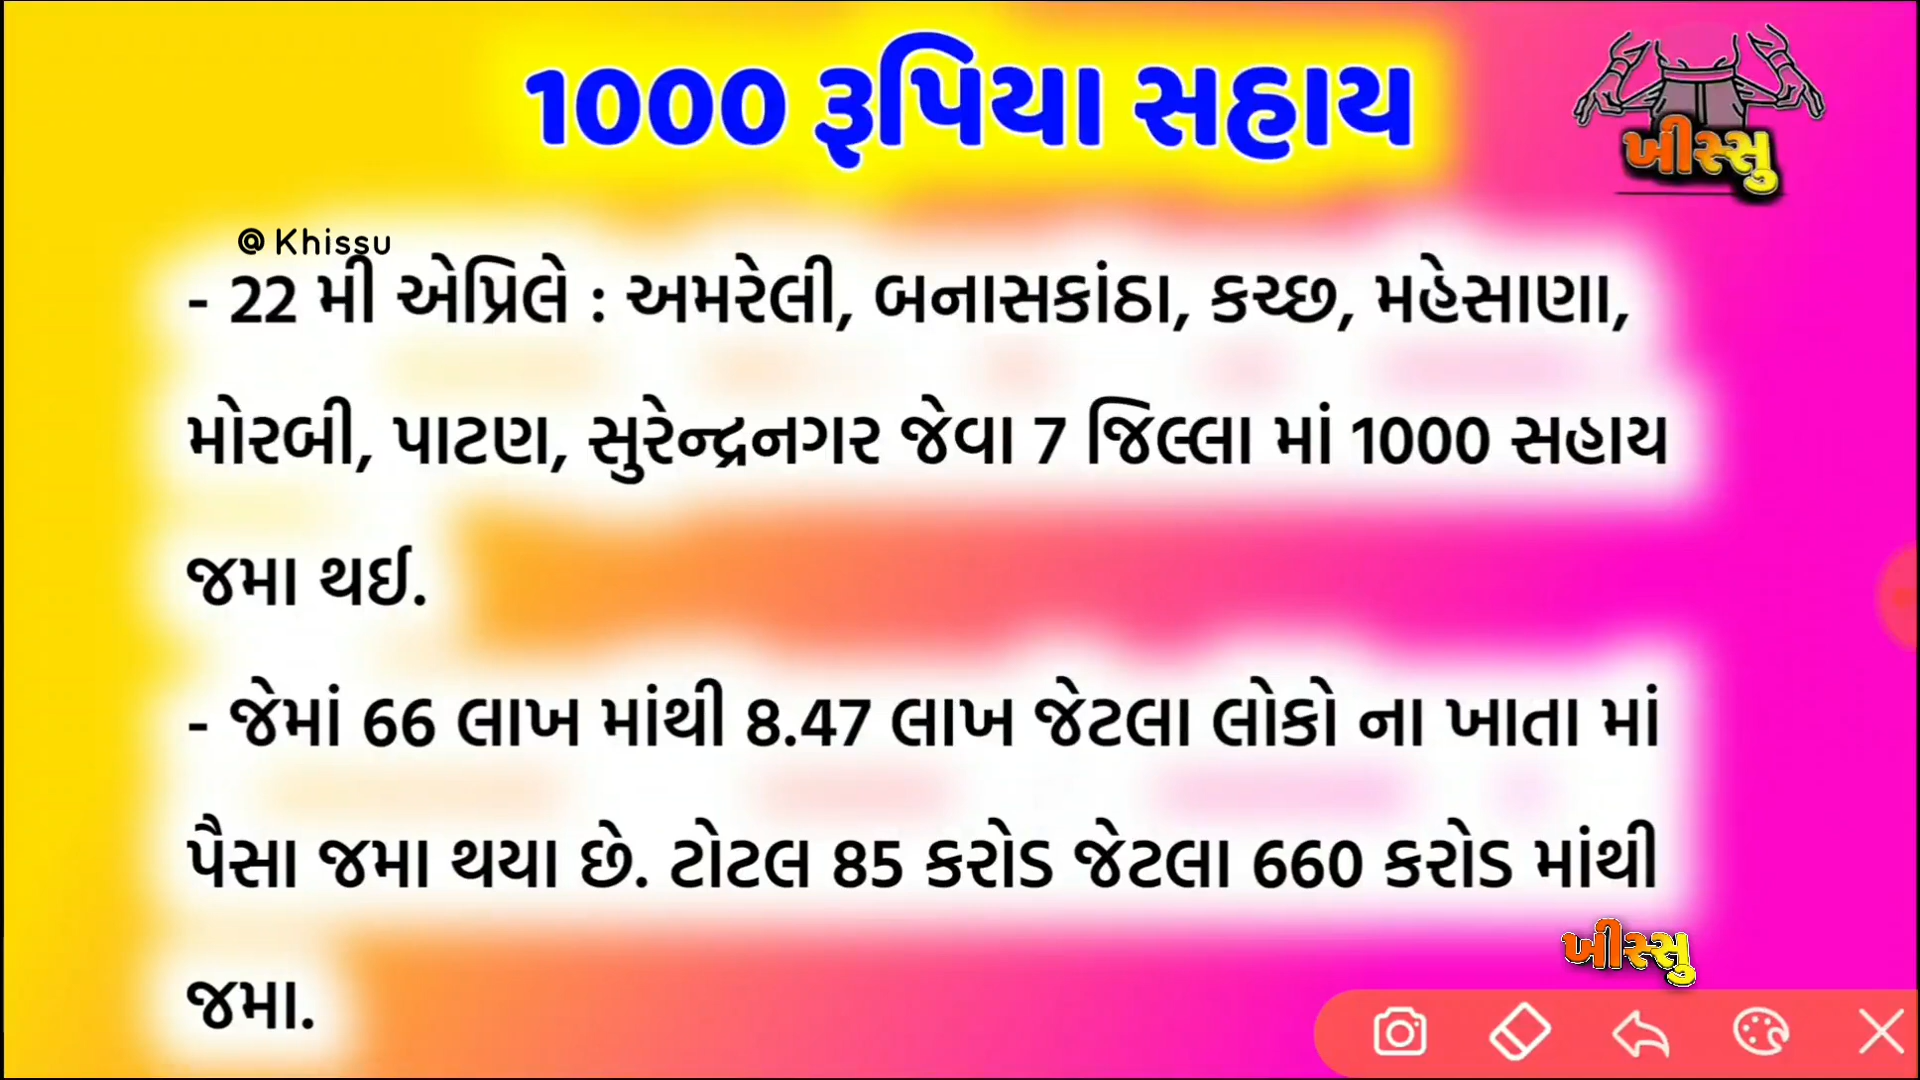 1000 રૂપિયા સહાય
ખીસ્સુ
@Khissu
- 22 મી એપ્રિલે : અમરેલી, બનાસકાંઠા, કચ્છ, મહેસાણા,
મોરબી, પાટણ, સુરેન્દ્રનગર જેવા 7 જિલ્લા માં 1000 સહાય
જમા થઈ.
- જેમાં 66 લાખ માંથી 8.47 લાખ જેટલા લોકો ના ખાતા માં
પૈસા જમા થયા છે. ટોટલ 85 કરોડ જેટલા 660 કરોડ માંથી
ખીસ્સુ
જમા.